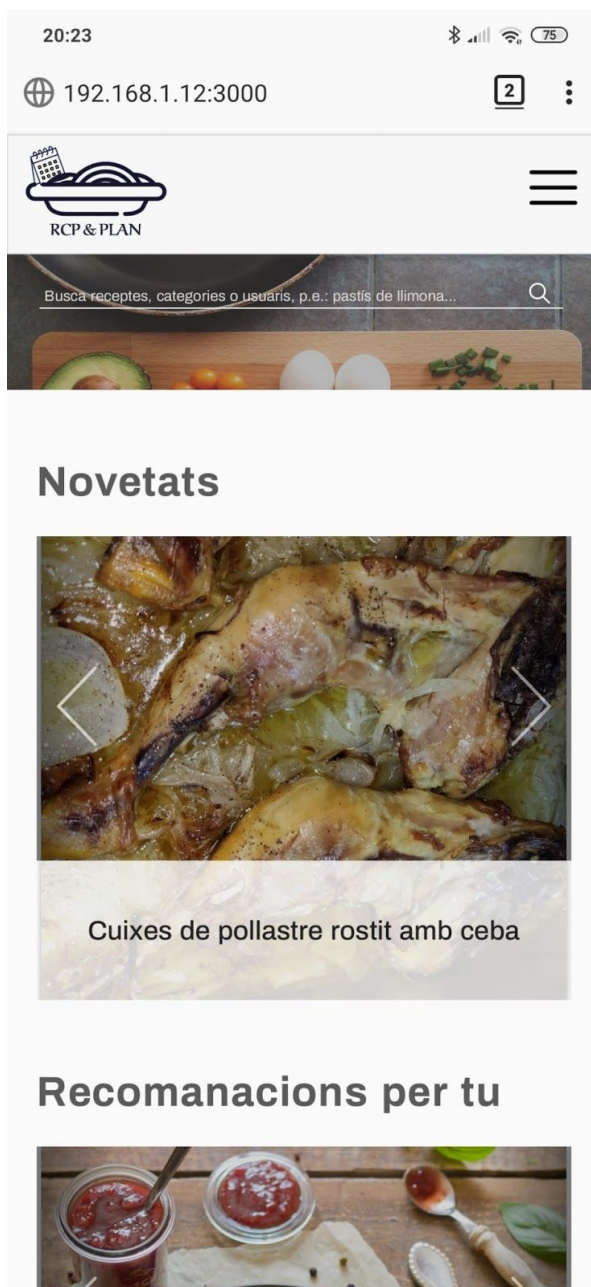 20:23
75
192.168.1.12:3000
2
RCP & PLAN
Busca receptes, categories o usuaris, p.e.: pastís de llimona...
Novetats
Cuixes de pollastre rostit amb ceba
Recomanacions per tu